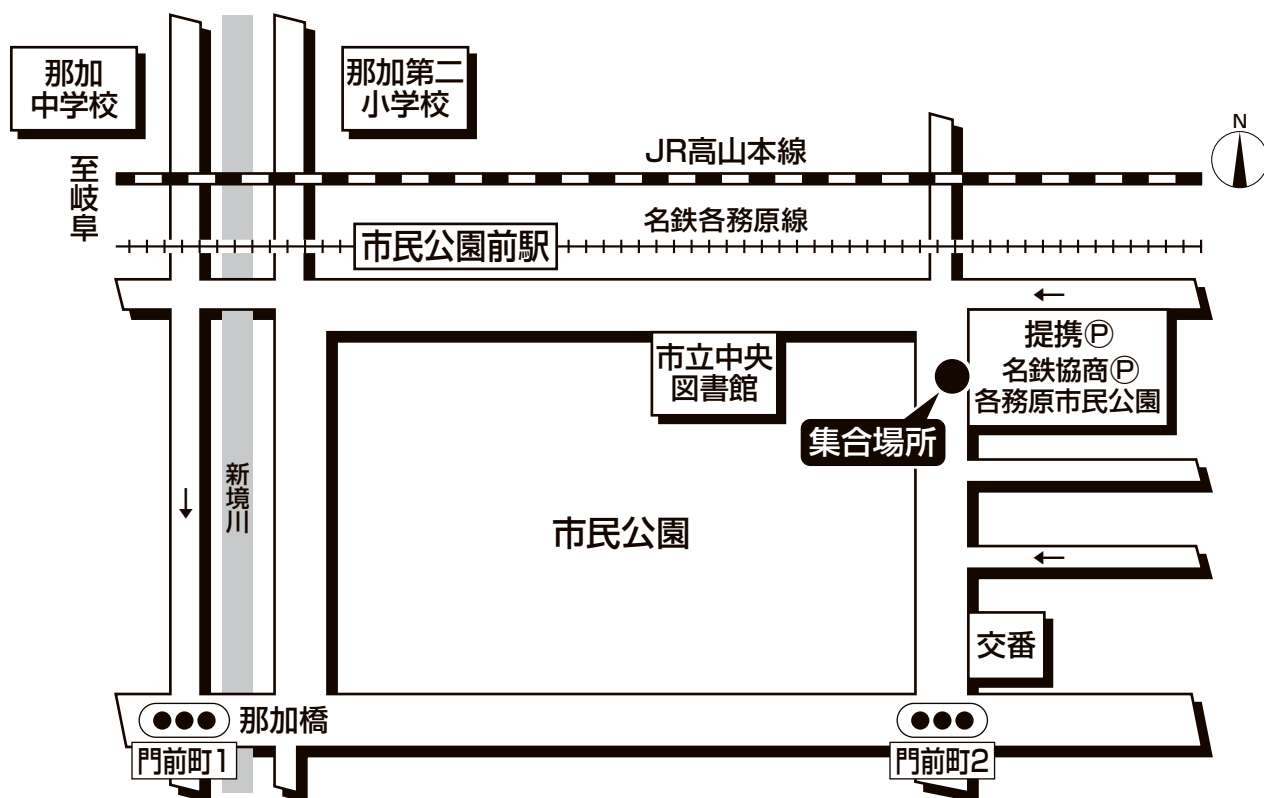 那加
中学校
那加第二
小学校
N
JR高山本線
至岐阜
名鉄各務原線
市民公園前駅
←
提携Ⓟ
名鉄協商Ⓟ
各務原市民公園
市立中央
図書館
集合場所
新境川
↓
市民公園
←
交番
那加橋
門前町1
門前町2